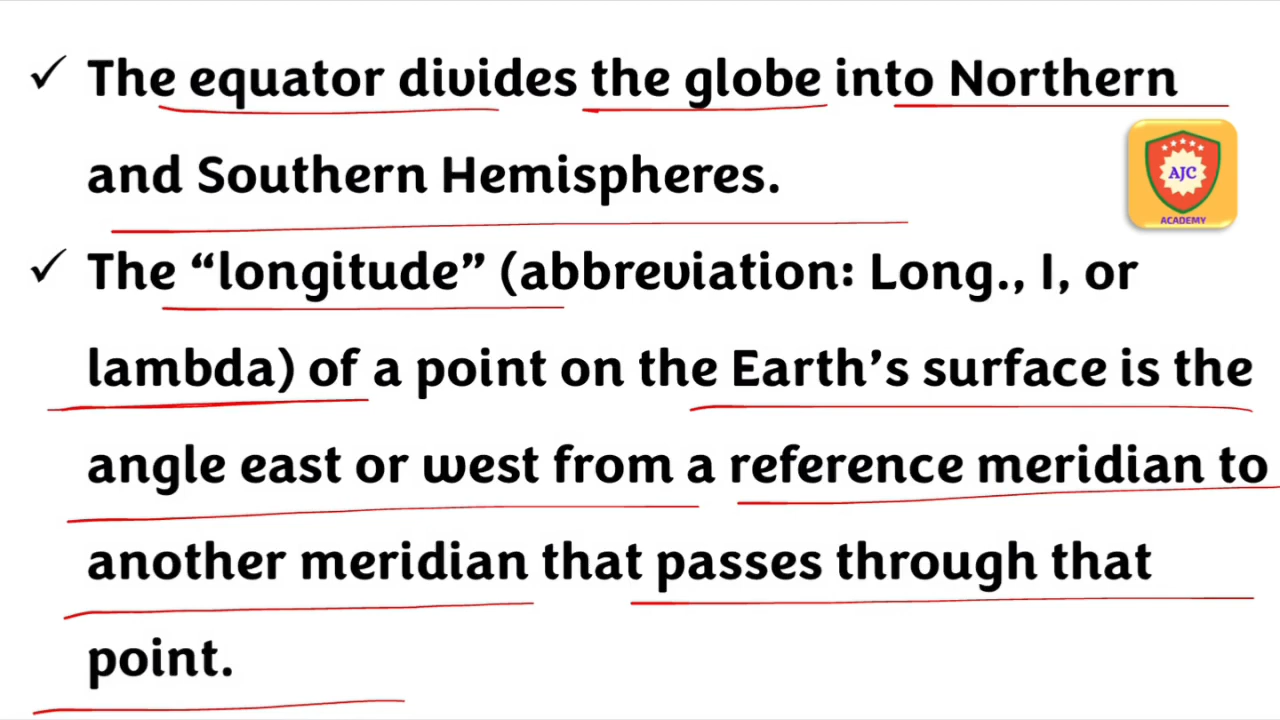 ✓ The equator divides the globe into Northern
and Southern Hemispheres.
AJC
ACADEMY
✓ The “longitude” (abbreviation: Long., I, or
lambda) of a point on the Earth’s surface is the
angle east or west from a reference meridian to
another meridian that passes through that
point.